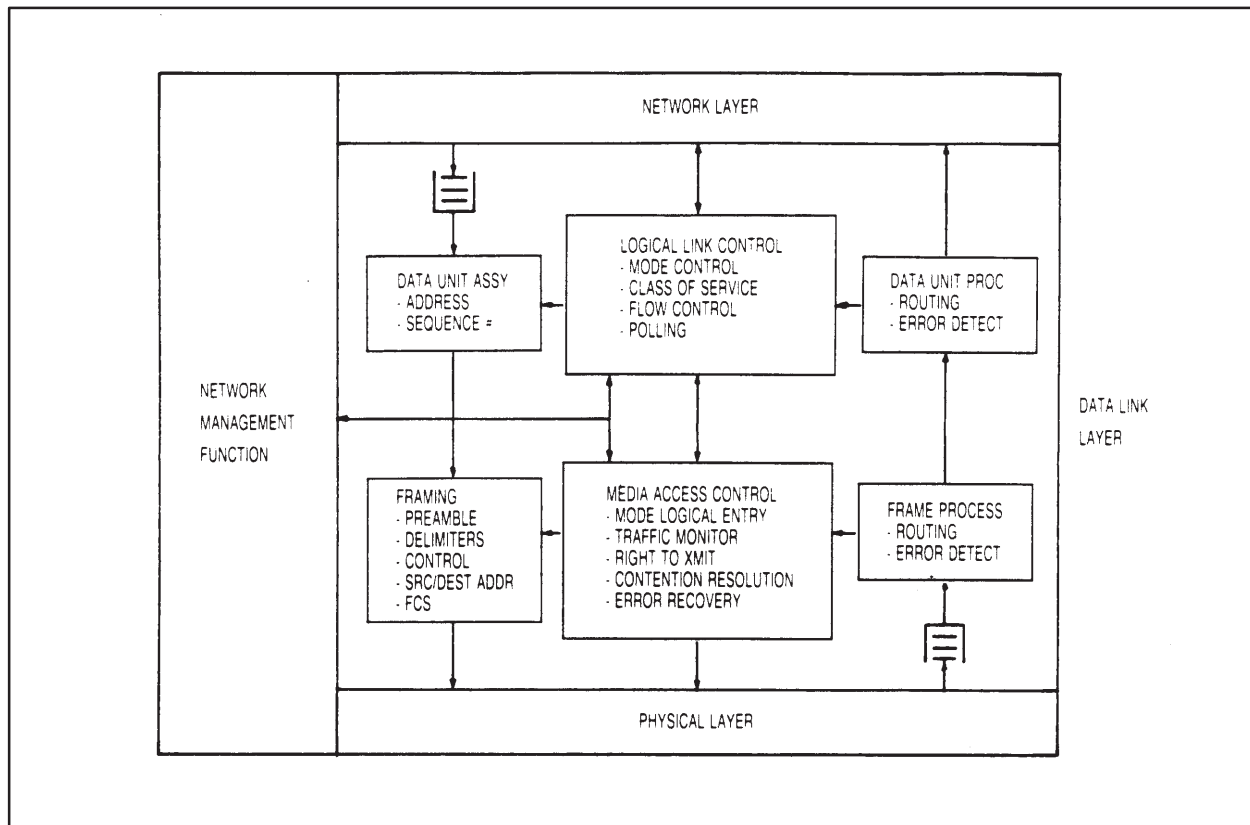 NETWORK LAYER
LOGICAL LINK CONTROL
- MODE CONTROL
- CLASS OF SERVICE
- FLOW CONTROL
- POLLING
DATA UNIT ASSY
- ADDRESS
- SEQUENCE =
DATA UNIT PROC
- ROUTING
- ERROR DETECT
NETWORK
MANAGEMENT
FUNCTION
DATA LINK
LAYER
FRAMING
- PREAMBLE
- DELIMITERS
- CONTROL
- SRC/DEST ADDR
- FCS
MEDIA ACCESS CONTROL
- MODE LOGICAL ENTRY
- TRAFFIC MONITOR
- RIGHT TO XMIT
- CONTENTION RESOLUTION
- ERROR RECOVERY
FRAME PROCESS
- ROUTING
- ERROR DETECT
PHYSICAL LAYER